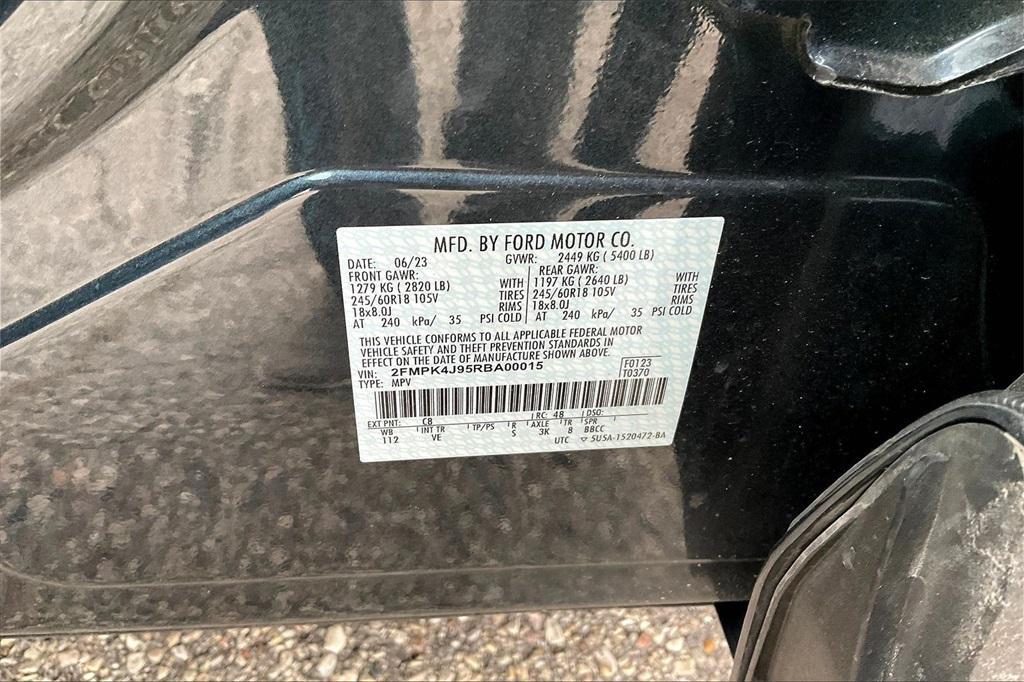 MFD. BY FORD MOTOR CO.
DATE: 06/23 GVWR: 2449 KG ( 5400 LB)
FRONT GAWR: REAR GAWR:
1279 KG ( 2820 LB) WITH 1197 KG ( 2640 LB) WITH
245/60R18 105V TIRES 245/60R18 105V TIRES
18x8.0J RIMS 18x8.0J RIMS
AT 240 kPa/ 35 PSI COLD AT 240 kPa/ 35 PSI COLD
THIS VEHICLE CONFORMS TO ALL APPLICABLE FEDERAL MOTOR
VEHICLE SAFETY AND THEFT PREVENTION STANDARDS IN
EFFECT ON THE DATE OF MANUFACTURE SHOWN ABOVE.
VIN: 2FMPK4J95RBA00015 F0123
TYPE: MPV T0370
EXT PNT: C8 RC: 48 DSO:
WB INT TR TP/PS R AXLE TR SPR
112 VE S 3K 8 BBCC
UTC 5U5A-1520472-BA